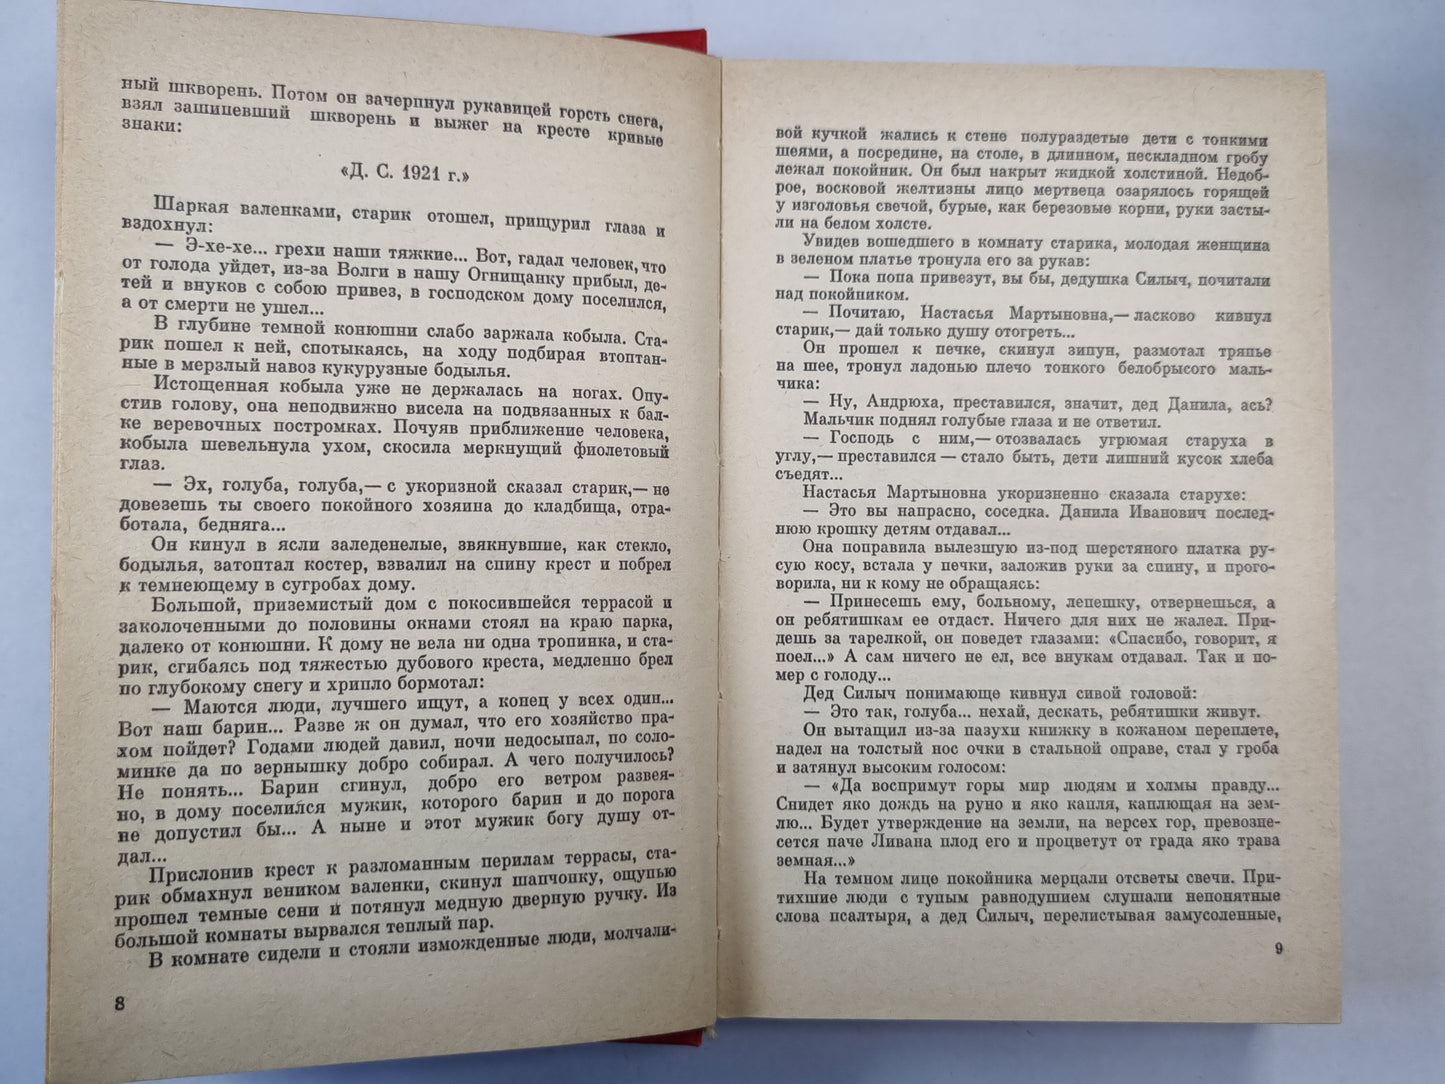 ный шкворень. Потом он зачерпнул рукавицей горсть снега,
взял зашипевший шкворень и выжег на кресте кривые
знаки:
«Д. С. 1921 г.»
Шаркая валенками, старик отошел, прищурил глаза и
вздохнул:
— Э-хе-хе... грехи наши тяжкие... Вот, гадал человек, что
от голода уйдет, из-за Волги в нашу Огнищанку прибыл, де-
тей и внуков с собою привез, в господском дому поселился,
а от смерти не ушел...
В глубине темной конюшни слабо заржала кобыла. Ста-
рик пошел к ней, спотыкаясь, на ходу подбирая втоптан-
ные в мерзлый навоз кукурузные бодылья.
Истощенная кобыла уже не держалась на ногах. Опу-
стив голову, она неподвижно висела на подвязанных к бал-
ке веревочных постромках. Почуяв приближение человека,
кобыла шевельнула ухом, скосила меркнущий фиолетовый
глаз.
— Эх, голуба, голуба,— с укоризной сказал старик,— не
довезешь ты своего покойного хозяина до кладбища, отра-
ботала, бедняга...
Он кинул в ясли заледенелые, звякнувшие, как стекло,
бодылья, затоптал костер, взвалил на спину крест и побрел
к темнеющему в сугробах дому.
Большой, приземистый дом с покосившейся террасой и
заколоченными до половины окнами стоял на краю парка,
далеко от конюшни. К дому не вела ни одна тропинка, и ста-
рик, сгибаясь под тяжестью дубового креста, медленно брел
по глубокому снегу и хрипло бормотал:
— Маются люди, лучшего ищут, а конец у всех один...
Вот наш барин... Разве ж он думал, что его хозяйство пра-
хом пойдет? Годами людей давил, ночи недосыпал, по соло-
минке да по зернышку добро собирал. А чего получилось?
Не понять... Барин сгинул, добро его ветром развея-
но, в дому поселился мужик, которого барин и до порога
не допустил бы... А ныне и этот мужик богу душу от-
дал...
Прислонив крест к разломанным перилам террасы, ста-
рик обмахнул веником валенки, скинул шапчонку, ощупью
прошел темные сени и потянул медную дверную ручку. Из
большой комнаты вырвался теплый пар.
В комнате сидели и стояли изможденные люди, молчали-
8
вой кучкой жались к стене полураздетые дети с тонкими
шеями, а посредине, на столе, в длинном, нескладном гробу
лежал покойник. Он был накрыт жидкой холстиной. Недоб-
рое, восковой желтизны лицо мертвеца озарялось горящей
у изголовья свечой, бурые, как березовые корни, руки засты-
ли на белом холсте.
Увидев вошедшего в комнату старика, молодая женщина
в зеленом платье тронула его за рукав:
— Пока попа привезут, вы бы, дедушка Силыч, почитали
над покойником.
— Почитаю, Настасья Мартыновна,— ласково кивнул
старик,— дай только душу отогреть...
Он прошел к печке, скинул зипун, размотал тряпье
на шее, тронул ладонью плечо тонкого белобрысого маль-
чика:
— Ну, Андрюха, преставился, значит, дед Данила, ась?
Мальчик поднял голубые глаза и не ответил.
— Господь с ним,— отозвалась угрюмая старуха в
углу,— преставился — стало быть, дети лишний кусок хлеба
съедят...
Настасья Мартыновна укоризненно сказала старухе:
— Это вы напрасно, соседка. Данила Иванович послед-
нюю крошку детям отдавал...
Она поправила вылезшую из-под шерстяного платка ру-
сую косу, встала у печки, заложив руки за спину, и прого-
ворила, ни к кому не обращаясь:
— Принесешь ему, больному, лепешку, отвернешься, а
он ребятишкам ее отдаст. Ничего для них не жалел. При-
дешь за тарелкой, он поведет глазами: «Спасибо, говорит, я
поел...» А сам ничего не ел, все внукам отдавал. Так и по-
мер с голоду...
Дед Силыч понимающе кивнул сивой головой:
— Это так, голуба... нехай, дескать, ребятишки живут.
Он вытащил из-за пазухи книжку в кожаном переплете,
надел на толстый нос очки в стальной оправе, стал у гроба
и затянул высоким голосом:
— «Да воспримут горы мир людям и холмы правду...
Снидет яко дождь на руно и яко капля, каплющая на зем-
лю... Будет утверждение на земли, на версех гор, превозне-
сется паче Ливана плод его и процветут от града яко трава
земная...»
На темном лице покойника мерцали отсветы свечи. При-
тихшие люди с тупым равнодушием слушали непонятные
слова псалтыря, а дед Силыч, перелистывая замусоленные,
9